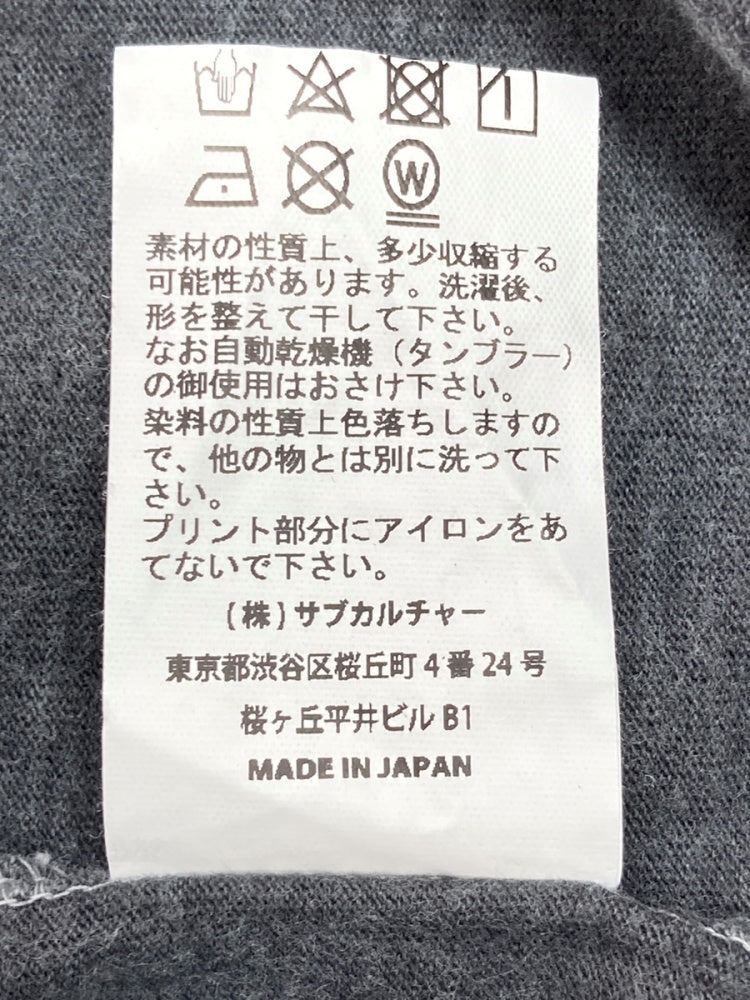 W
素材の性質上、多少収縮する
可能性があります。洗濯後、
形を整えて干して下さい。
なお自動乾燥機（タンブラー）
の御使用はおさけ下さい。
染料の性質上色落ちしますの
で、他の物とは別に洗って下
さい。
プリント部分にアイロンをあ
てないで下さい。
(株)サブカルチャー
東京都渋谷区桜丘町4番24号
桜ヶ丘平井ビルB1
MADE IN JAPAN